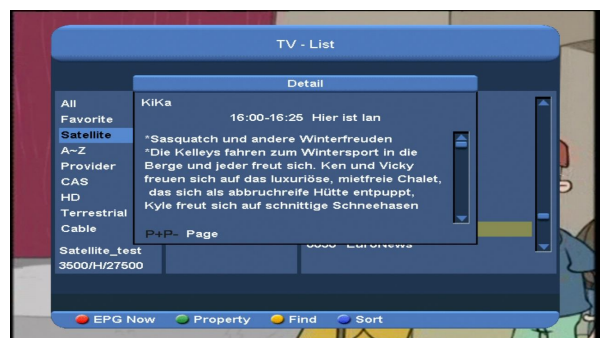 TV - List
Detail
All
Favorite
Satellite
A~Z
Provider
CAS
HD
Terrestrial
Cable
Satellite_test
3500/H/27500
KiKa
16:00-16:25 Hier ist Ian
*Sasquatch und andere Winterfreuden
*Die Kelleys fahren zum Wintersport in die
Berge und jeder freut sich. Ken und Vicky
freuen sich auf das luxuriöse, mietfreie Chalet,
das sich als abbruchreife Hütte entpuppt,
Kyle freut sich auf schnittige Schneehasen
P+P- Page
EuroNews
EPG Now
Property
Find
Sort